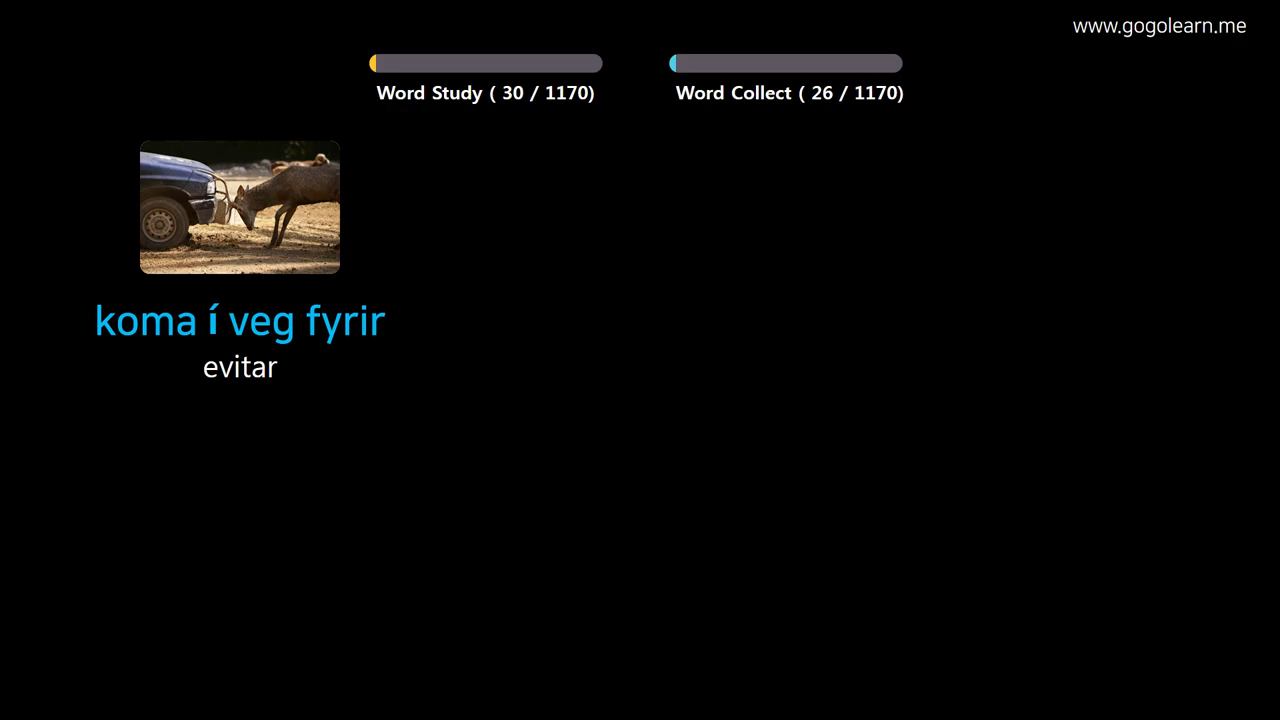 www.gogolearn.me
Word Study ( 30 / 1170)
Word Collect ( 26 / 1170)
koma í veg fyrir
evitar